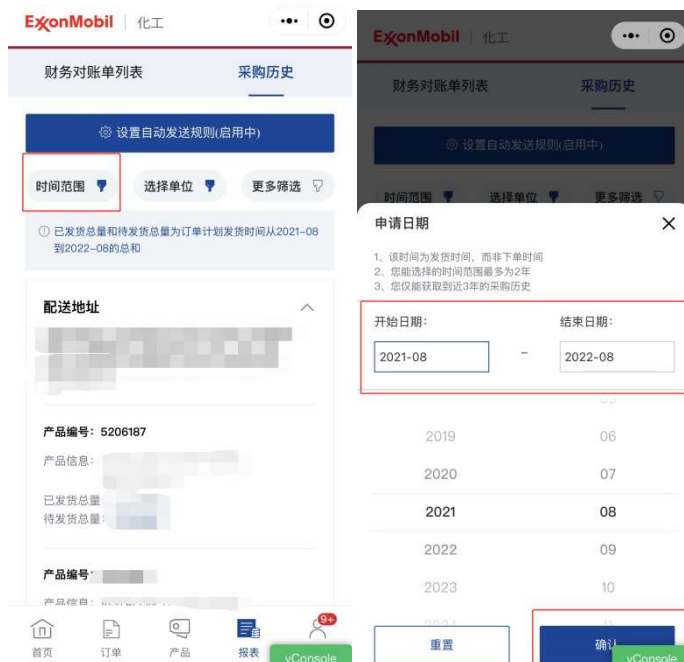 ExxonMobil 化工
财务对账单列表 采购历史
设置自动发送规则(启用中)
时间范围 选择单位 更多筛选
已发货总量和待发货总量为订单计划发货时间从2021-08
到2022-08的总和
配送地址
产品编号: 5206187
产品信息:
已发货总量
待发货总量:
产品编号:
产品信息:
首页 订单 产品 报表 9+
vConsole
ExxonMobil 化工
财务对账单列表 采购历史
设置自动发送规则(启用中)
时间范围 选择单位 更多筛选
申请日期
1、该时间为发货时间,而非下单时间
2、您能选择的时间范围最多为2年
3、您仅能获取到近3年的采购历史
开始日期: 结束日期:
2021-08 - 2022-08
05
2019 06
2020 07
2021 08
2022 09
2023 10
2024 11
重置 确认
vConsole